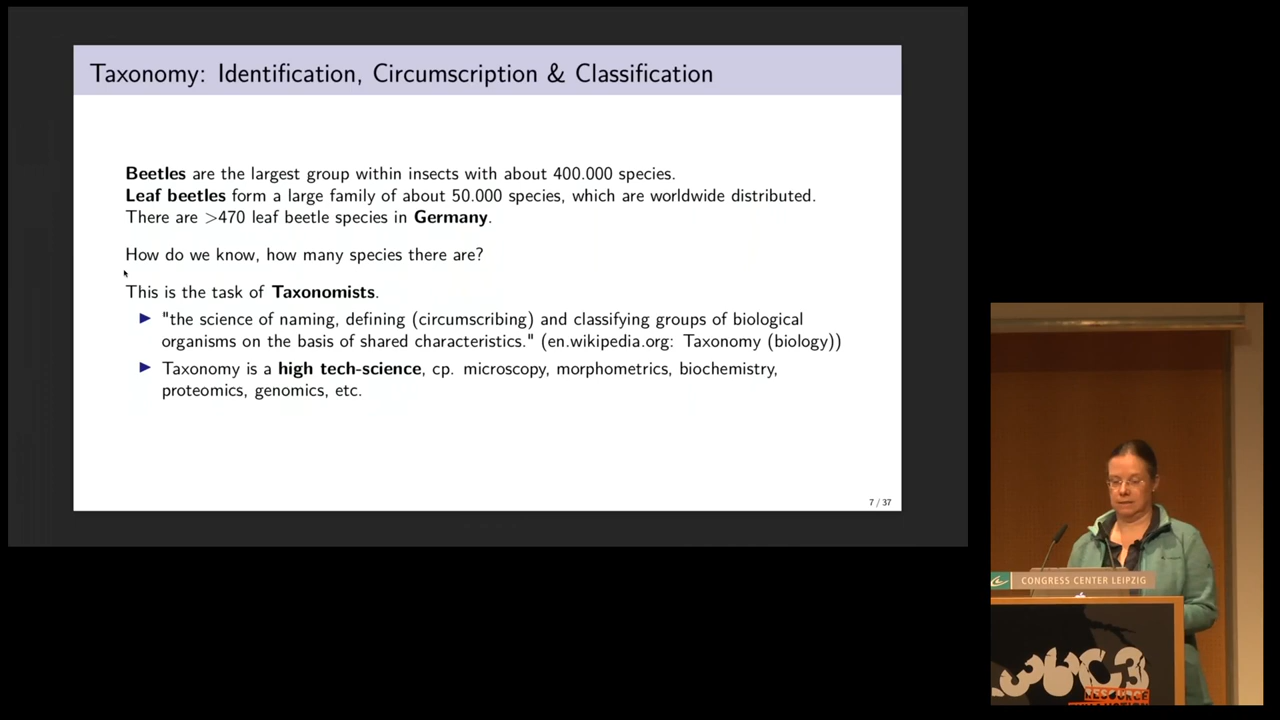 Taxonomy: Identification, Circumscription & Classification
Beetles are the largest group within insects with about 400.000 species.
Leaf beetles form a large family of about 50.000 species, which are worldwide distributed.
There are >470 leaf beetle species in Germany.
How do we know, how many species there are?
This is the task of Taxonomists.
"the science of naming, defining (circumscribing) and classifying groups of biological
organisms on the basis of shared characteristics." (en.wikipedia.org: Taxonomy (biology))
Taxonomy is a high tech-science, cp. microscopy, morphometrics, biochemistry,
proteomics, genomics, etc.
7 / 37
CONGRESS CENTER LEIPZIG
36C3
RESOURCE